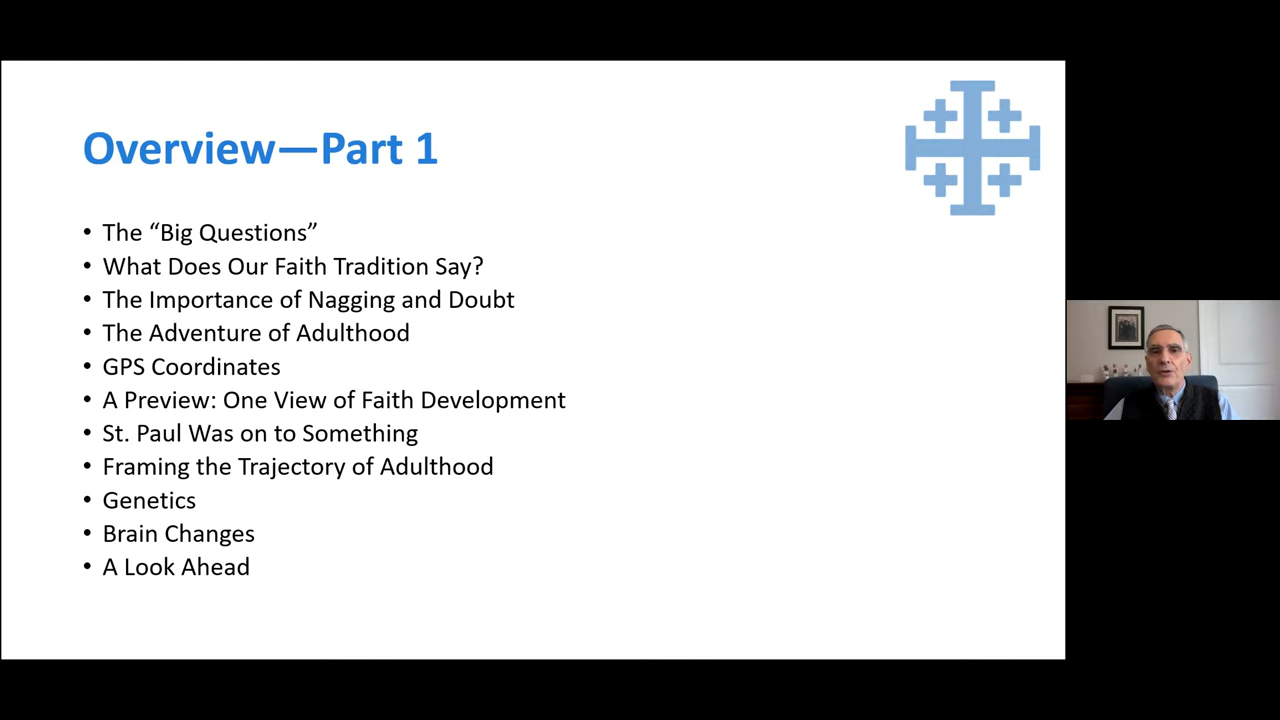 Overview—Part 1
• The “Big Questions”
• What Does Our Faith Tradition Say?
• The Importance of Nagging and Doubt
• The Adventure of Adulthood
• GPS Coordinates
• A Preview: One View of Faith Development
• St. Paul Was on to Something
• Framing the Trajectory of Adulthood
• Genetics
• Brain Changes
• A Look Ahead